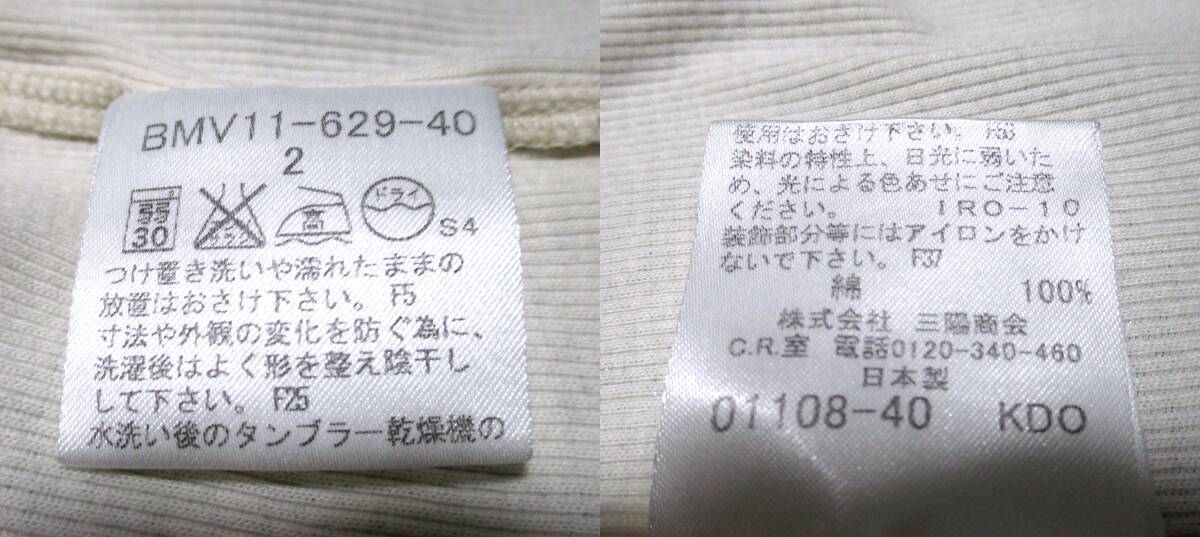 BMV11-629-40
2
弱
30
エンソ
サラシ
高
ドライ
S4
つけ置き洗いや濡れたままの
放置はおさけ下さい。 F5
寸法や外観の変化を防ぐ為に、
洗濯後はよく形を整え陰干し
して下さい。 F25
水洗い後のタンブラー乾燥機の
使用はおさけ下さい。 F53
染料の特性上、日光に弱いた
め、光による色あせにご注意
ください。 IRO-10
装飾部分等にはアイロンをかけ
ないで下さい。 F37
綿 100%
株式会社 三陽商会
C.R.室 電話0120-340-460
日本製
01108-40 KDO